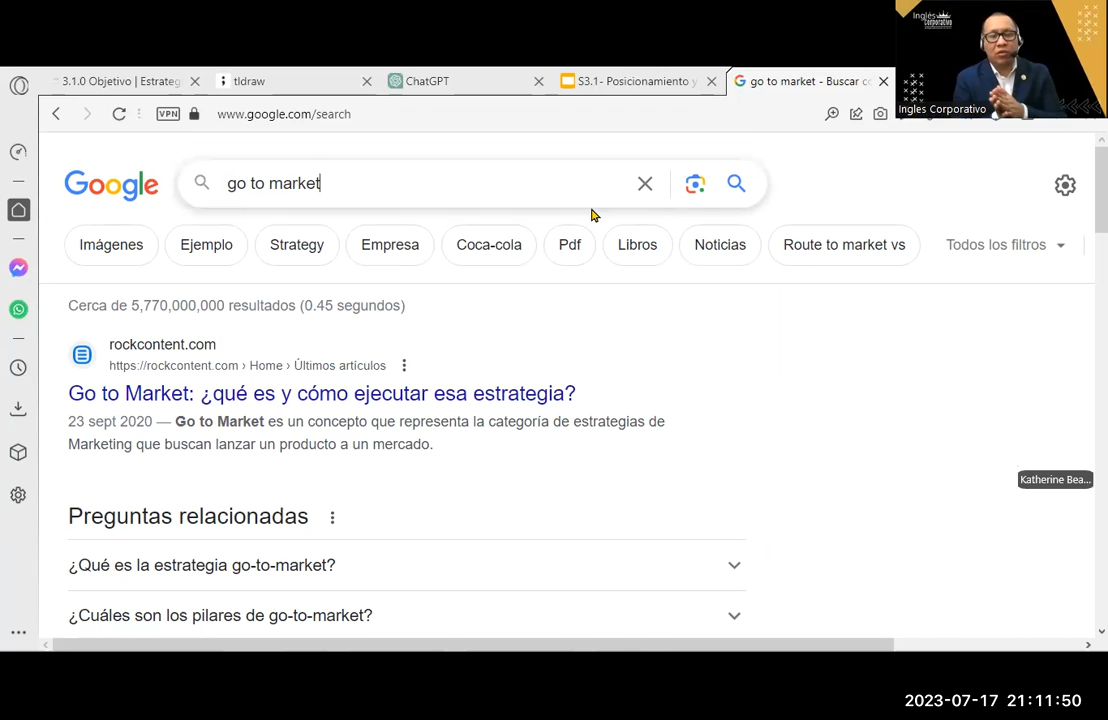 3.1.0 Objetivo | Estrateg
tldraw
ChatGPT
S3.1- Posicionamiento y
go to market - Buscar co
Inglés
corporativo
Ingles Corporativo
VPN
www.google.com/search
Google
go to market
Imágenes
Ejemplo
Strategy
Empresa
Coca-cola
Pdf
Libros
Noticias
Route to market vs
Todos los filtros
Cerca de 5,770,000,000 resultados (0.45 segundos)
rockcontent.com
https://rockcontent.com › Home › Últimos artículos
Go to Market: ¿qué es y cómo ejecutar esa estrategia?
23 sept 2020 — Go to Market es un concepto que representa la categoría de estrategias de
Marketing que buscan lanzar un producto a un mercado.
Katherine Bea...
Preguntas relacionadas
¿Qué es la estrategia go-to-market?
¿Cuáles son los pilares de go-to-market?
2023-07-17 21:11:50